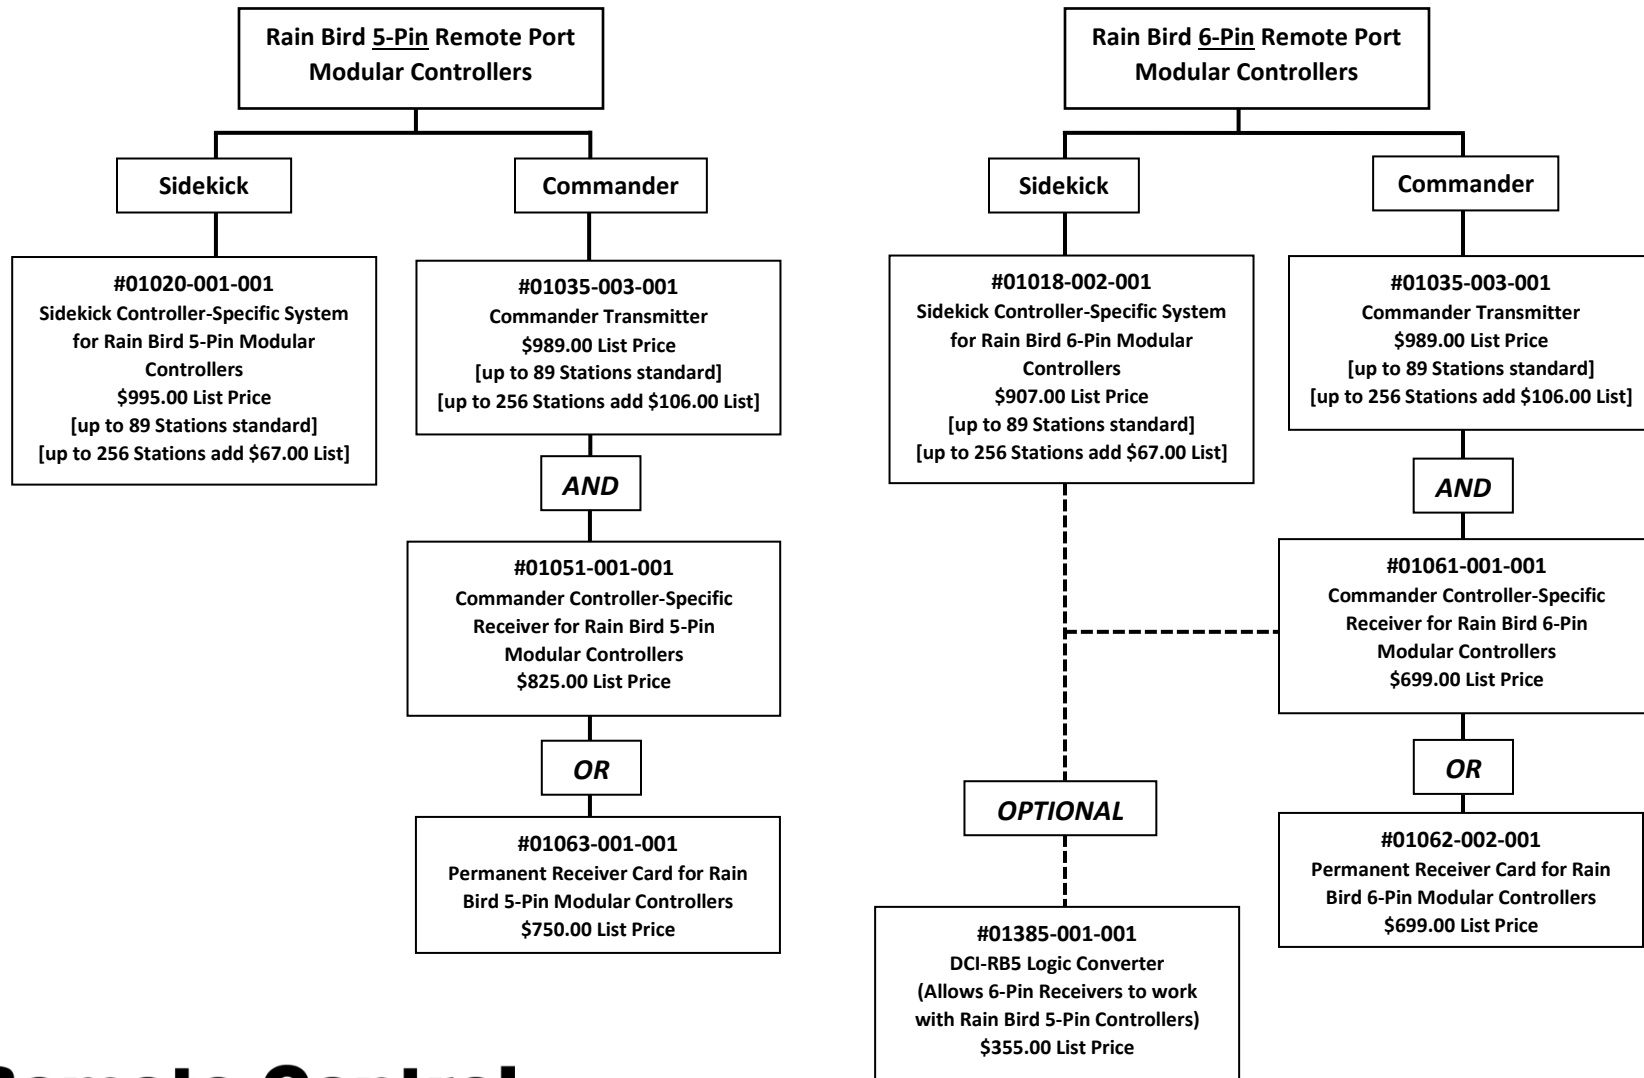 Rain Bird 5-Pin Remote Port
Modular Controllers
Sidekick
Commander
#01020-001-001
Sidekick Controller-Specific System
for Rain Bird 5-Pin Modular
Controllers
$995.00 List Price
[up to 89 Stations standard]
[up to 256 Stations add $67.00 List]
#01035-003-001
Commander Transmitter
$989.00 List Price
[up to 89 Stations standard]
[up to 256 Stations add $106.00 List]
AND
#01051-001-001
Commander Controller-Specific
Receiver for Rain Bird 5-Pin
Modular Controllers
$825.00 List Price
OR
#01063-001-001
Permanent Receiver Card for Rain
Bird 5-Pin Modular Controllers
$750.00 List Price
Rain Bird 6-Pin Remote Port
Modular Controllers
Sidekick
Commander
#01018-002-001
Sidekick Controller-Specific System
for Rain Bird 6-Pin Modular
Controllers
$907.00 List Price
[up to 89 Stations standard]
[up to 256 Stations add $67.00 List]
#01035-003-001
Commander Transmitter
$989.00 List Price
[up to 89 Stations standard]
[up to 256 Stations add $106.00 List]
AND
#01061-001-001
Commander Controller-Specific
Receiver for Rain Bird 6-Pin
Modular Controllers
$699.00 List Price
OR
#01062-002-001
Permanent Receiver Card for Rain
Bird 6-Pin Modular Controllers
$699.00 List Price
OPTIONAL
#01385-001-001
DCI-RB5 Logic Converter
(Allows 6-Pin Receivers to work
with Rain Bird 5-Pin Controllers)
$355.00 List Price